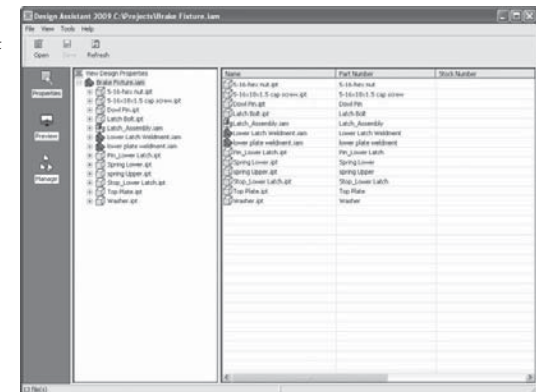 Design Assistant 2009 C:\Projects\Brake Fixture.iam
File View Tools Help
Open Save Refresh
Properties
Preview
Manage
View Design Properties
Brake Fixture.iam
5-16-hex nut.ipt
5-16x18x1.5 cap screw.ipt
Dowl Pin.ipt
Latch Bolt.ipt
Latch_Assembly.iam
Lower Latch Weldment.iam
lower plate weldment.iam
Pin_Lower Latch.ipt
Spring Lower.ipt
spring Upper.ipt
Stop_Lower Latch.ipt
Top Plate.ipt
Washer.ipt
Name Part Number Stock Number
5-16-hex nut.ipt 5-16-hex nut
5-16x18x1.5 cap screw.ipt 5-16x18x1.5 cap screw
Dowl Pin.ipt Dowl Pin
Latch Bolt.ipt Latch Bolt
Latch_Assembly.iam Latch_Assembly
Lower Latch Weldment.iam Lower Latch Weldment
lower plate weldment.iam lower plate weldment
Pin_Lower Latch.ipt Pin_Lower Latch
Spring Lower.ipt Spring Lower
spring Upper.ipt spring Upper
Stop_Lower Latch.ipt Stop_Lower Latch
Top Plate.ipt Top Plate
Washer.ipt Washer
13 file(s)